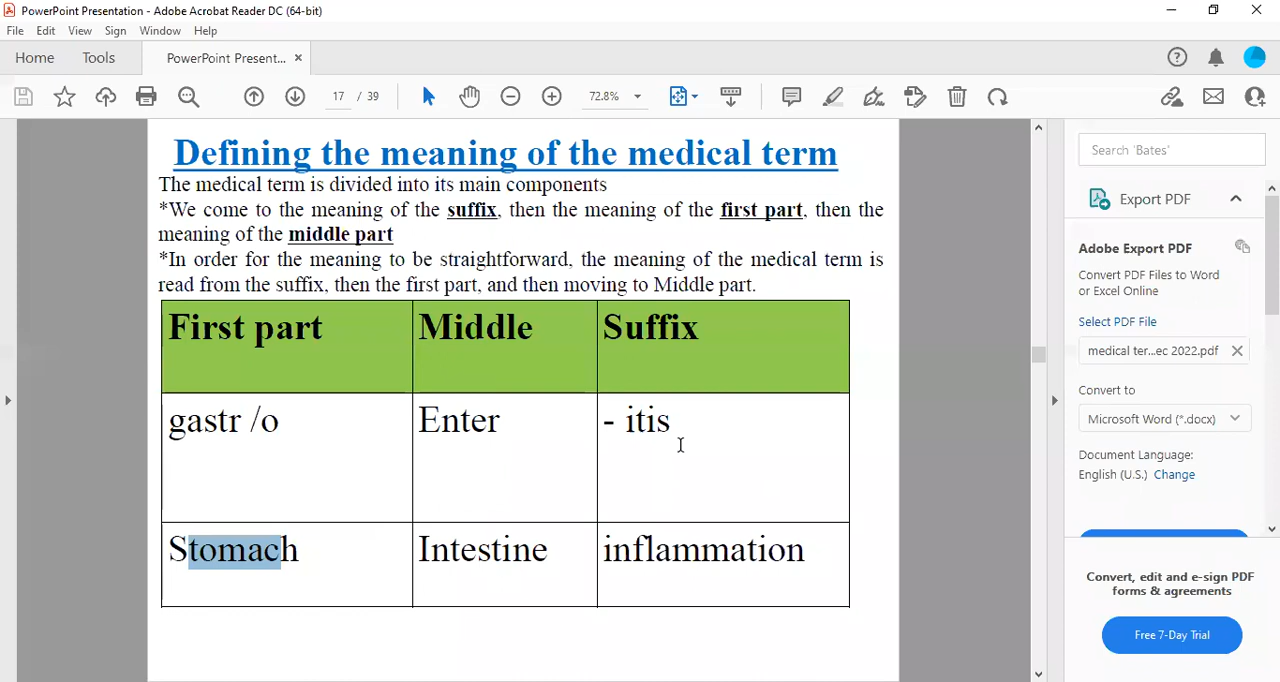 PowerPoint Presentation - Adobe Acrobat Reader DC (64-bit)
File Edit View Sign Window Help
Home Tools PowerPoint Present... ×
17 / 39 72.8%
Defining the meaning of the medical term
The medical term is divided into its main components
*We come to the meaning of the suffix, then the meaning of the first part, then the
meaning of the middle part
*In order for the meaning to be straightforward, the meaning of the medical term is
read from the suffix, then the first part, and then moving to Middle part.
First part Middle Suffix
gastr /o Enter - itis
Stomach Intestine inflammation
Search 'Bates'
Export PDF
Adobe Export PDF
Convert PDF Files to Word
or Excel Online
Select PDF File
medical ter...ec 2022.pdf
Convert to
Microsoft Word (*.docx)
Document Language:
English (U.S.) Change
Convert, edit and e-sign PDF
forms & agreements
Free 7-Day Trial